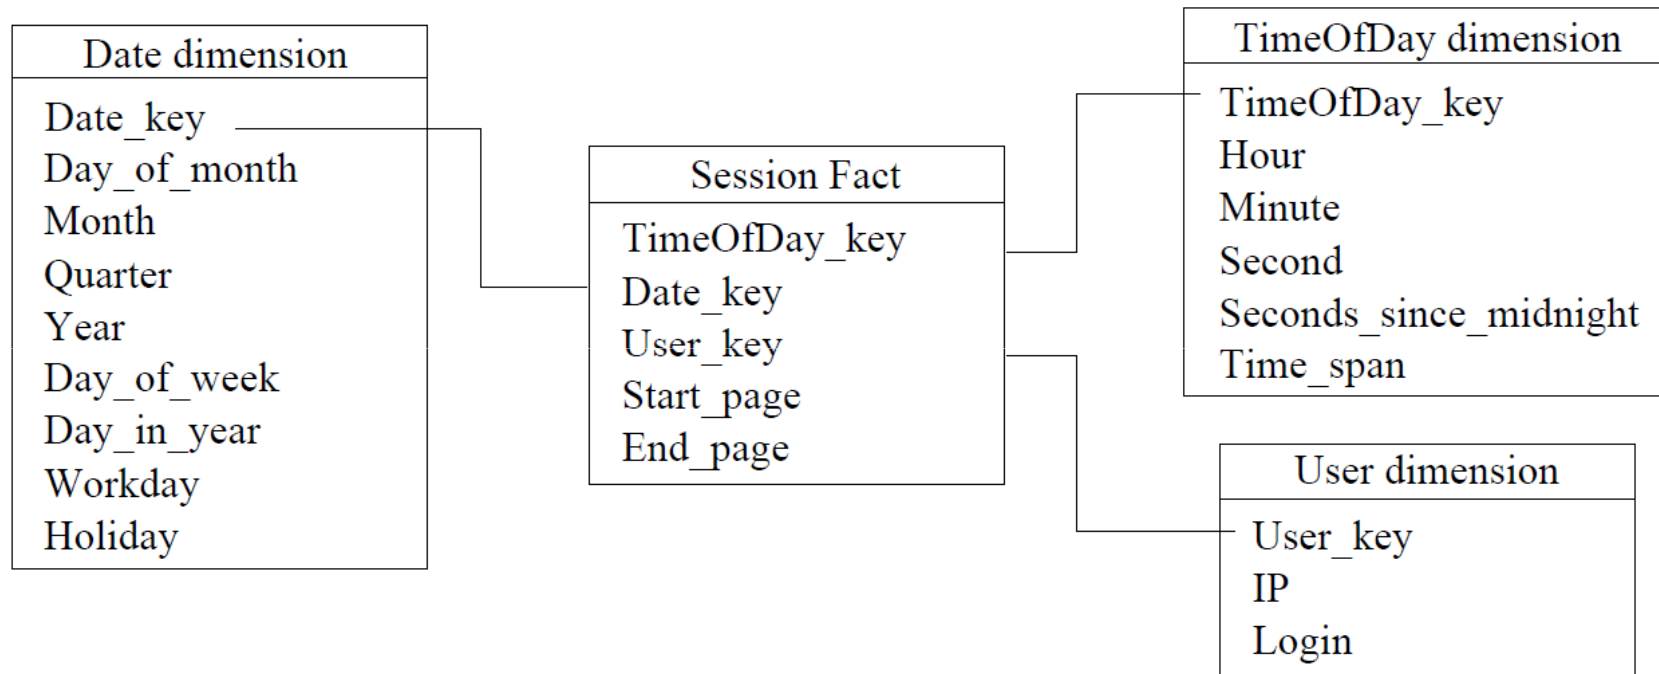 Date dimension
Date_key
Day_of_month
Month
Quarter
Year
Day_of_week
Day_in_year
Workday
Holiday
Session Fact
TimeOfDay_key
Date_key
User_key
Start_page
End_page
TimeOfDay dimension
TimeOfDay_key
Hour
Minute
Second
Seconds_since_midnight
Time_span
User dimension
User_key
IP
Login